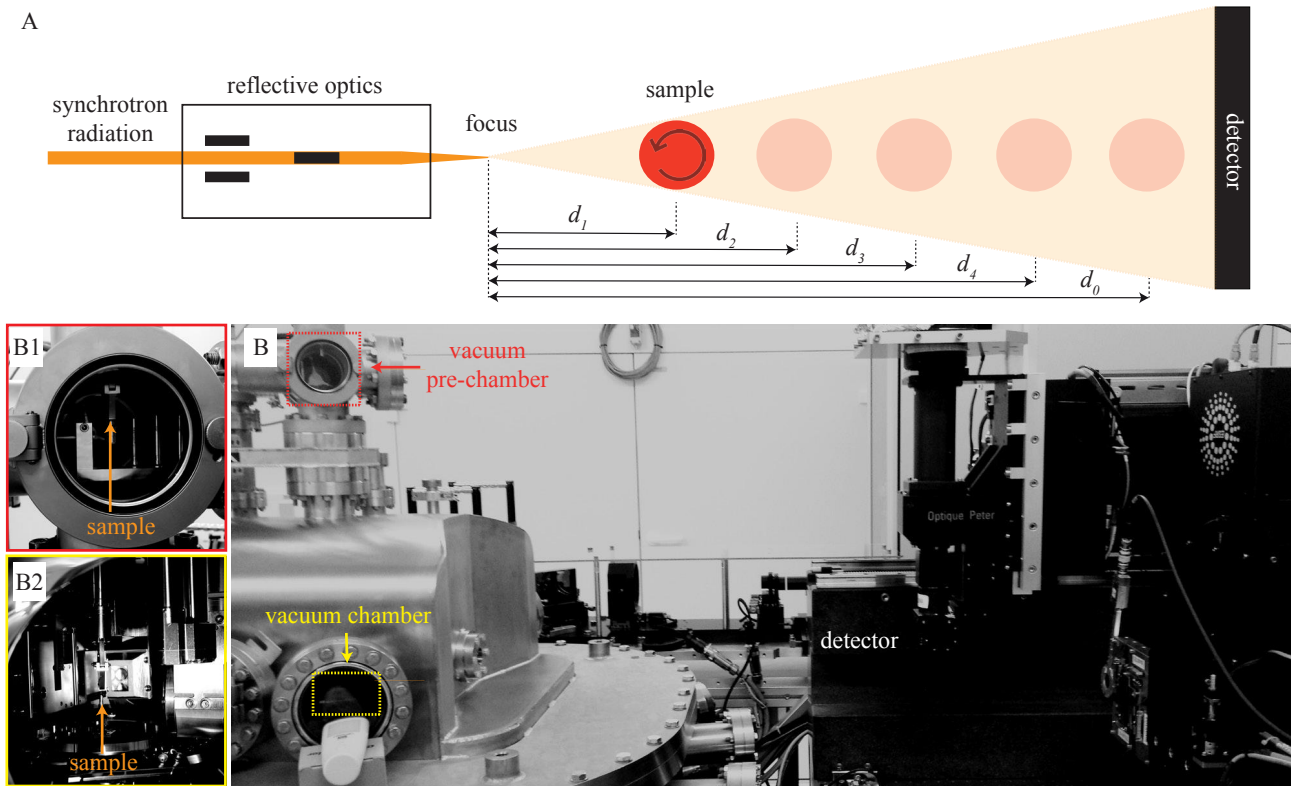 A
synchrotron
radiation
reflective optics
focus
sample
detector
d1
d2
d3
d4
d0
B1
sample
B2
sample
B
vacuum
pre-chamber
vacuum chamber
detector
Optique Peter